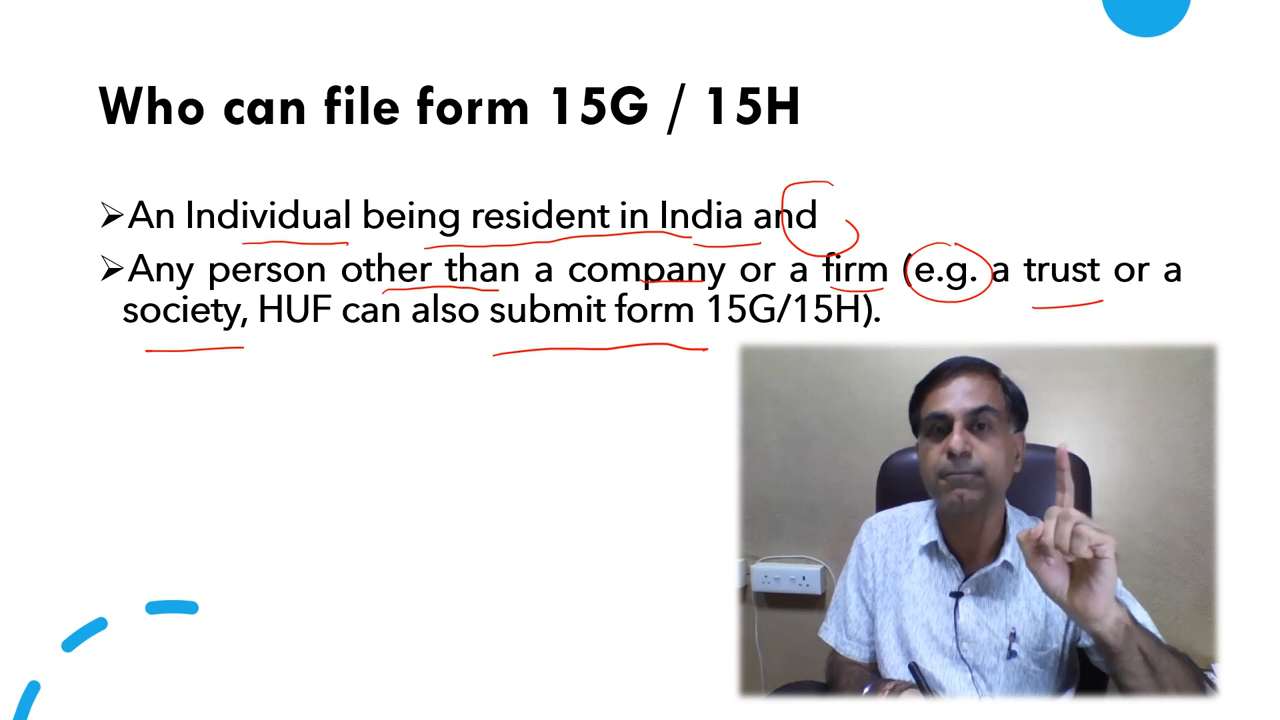 Who can file form 15G / 15H
➢An Individual being resident in India and
➢Any person other than a company or a firm (e.g. a trust or a
society, HUF can also submit form 15G/15H).